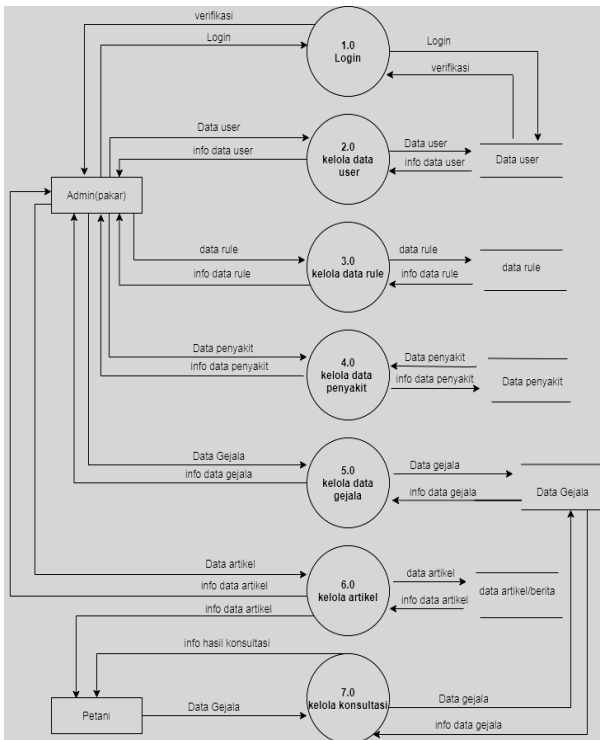 verifikasi
Login
1.0
Login
Login
verifikasi
Data user
info data user
2.0
kelola data
user
Data user
info data user
Data user
Admin(pakar)
data rule
info data rule
3.0
kelola data rule
data rule
info data rule
data rule
Data penyakit
info data penyakit
4.0
kelola data
penyakit
Data penyakit
info data penyakit
Data penyakit
Data Gejala
info data gejala
5.0
kelola data
gejala
Data gejala
info data gejala
Data Gejala
Data artikel
info data artikel
info data artikel
6.0
kelola artikel
data artikel
info data artikel
data artikel/berita
info hasil konsultasi
Petani
Data Gejala
7.0
kelola konsultasi
Data gejala
info data gejala